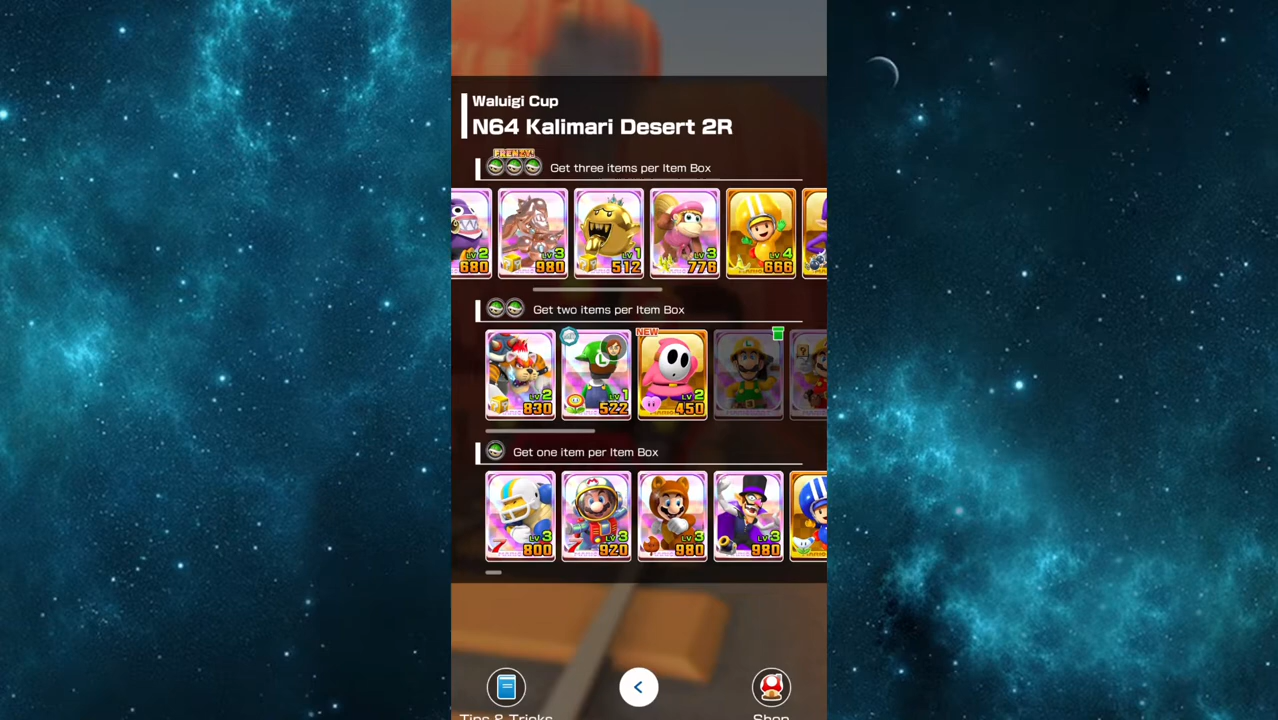 Waluigi Cup
N64 Kalimari Desert 2R
FRENZY!
Get three items per Item Box
LV 2 680
LV 3 980
LV 1 512
LV 3 776
LV 4 666
Get two items per Item Box
NEW
LV 2 830
LV 1 522
LV 2 450
Get one item per Item Box
LV 3 800
LV 3 920
LV 3 980
LV 3 980
Tips & Tricks
Shop